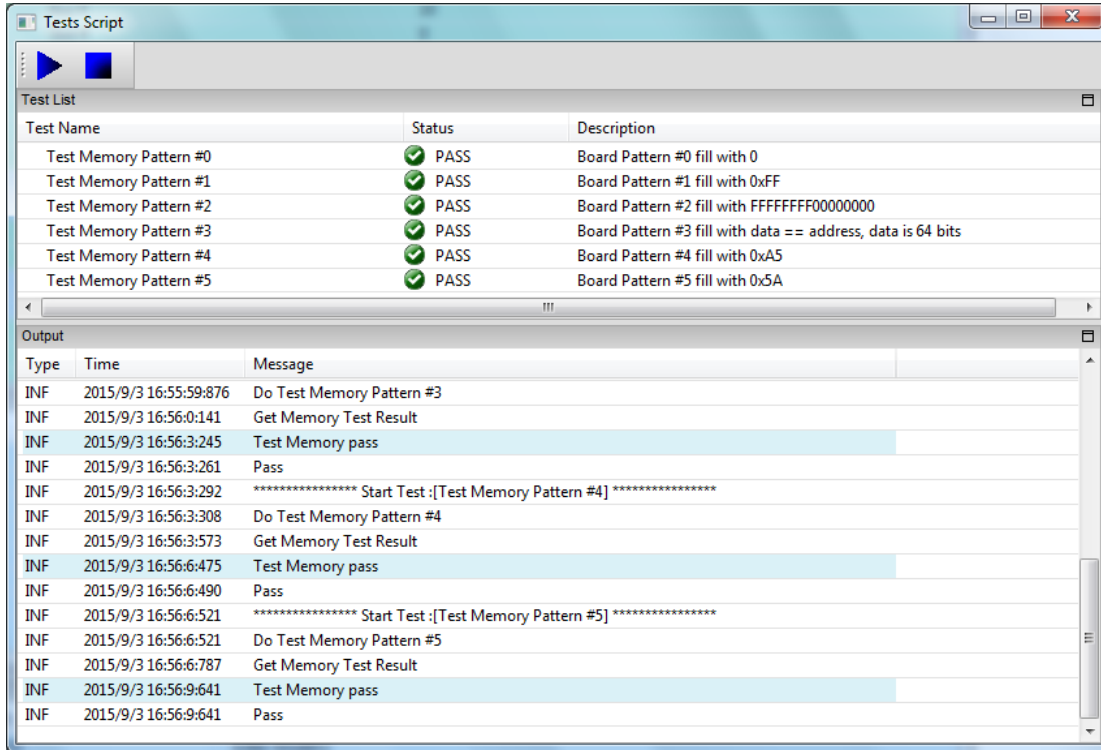 Tests Script
Test List
Test Name Status Description
Test Memory Pattern #0 PASS Board Pattern #0 fill with 0
Test Memory Pattern #1 PASS Board Pattern #1 fill with 0xFF
Test Memory Pattern #2 PASS Board Pattern #2 fill with FFFFFFFF00000000
Test Memory Pattern #3 PASS Board Pattern #3 fill with data == address, data is 64 bits
Test Memory Pattern #4 PASS Board Pattern #4 fill with 0xA5
Test Memory Pattern #5 PASS Board Pattern #5 fill with 0x5A
Output
Type Time Message
INF 2015/9/3 16:55:59:876 Do Test Memory Pattern #3
INF 2015/9/3 16:56:0:141 Get Memory Test Result
INF 2015/9/3 16:56:3:245 Test Memory pass
INF 2015/9/3 16:56:3:261 Pass
INF 2015/9/3 16:56:3:292 **************** Start Test :[Test Memory Pattern #4] ****************
INF 2015/9/3 16:56:3:308 Do Test Memory Pattern #4
INF 2015/9/3 16:56:3:573 Get Memory Test Result
INF 2015/9/3 16:56:6:475 Test Memory pass
INF 2015/9/3 16:56:6:490 Pass
INF 2015/9/3 16:56:6:521 **************** Start Test :[Test Memory Pattern #5] ****************
INF 2015/9/3 16:56:6:521 Do Test Memory Pattern #5
INF 2015/9/3 16:56:6:787 Get Memory Test Result
INF 2015/9/3 16:56:9:641 Test Memory pass
INF 2015/9/3 16:56:9:641 Pass